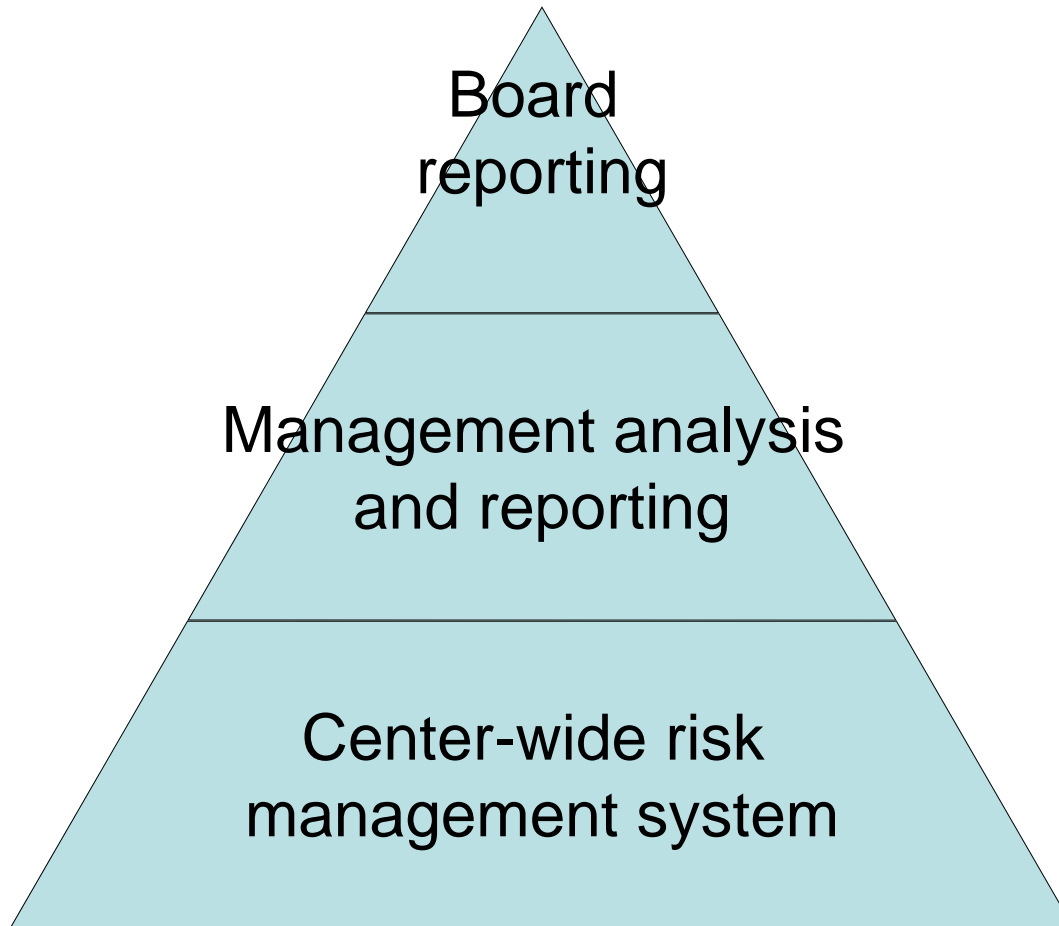 Board
reporting
Management analysis
and reporting
Center-wide risk
management system